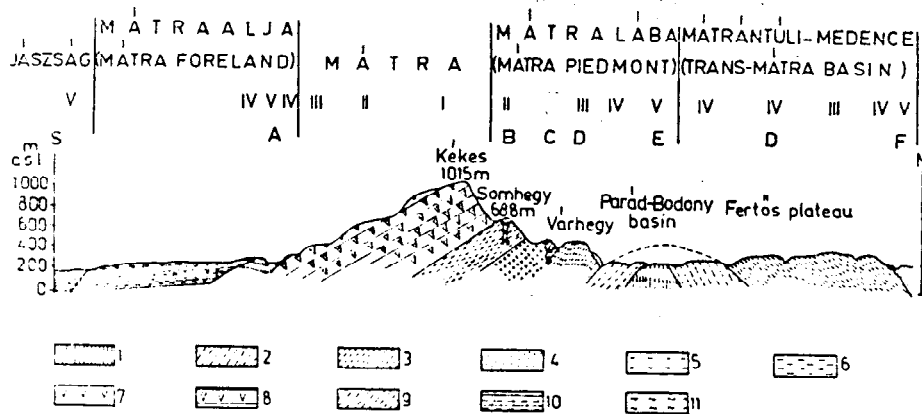 MÁTRAALJA MÁTRALÁBA MÁTRÁNTÚLI-MEDENCE
JÁSZSÁG (MÁTRA FORELAND) MÁTRA (MÁTRA PIEDMONT) (TRANS-MÁTRA BASIN)
V IV V IV III II I II III IV V IV IV III IV V
A B C D E D F
S m Kékes
csl 1015m
1000 Somhegy
800 688m Parád-Bodony
600 Várhegy basin Fertős plateau
400
200
0
1 2 3 4 5 6
7 8 9 10 11